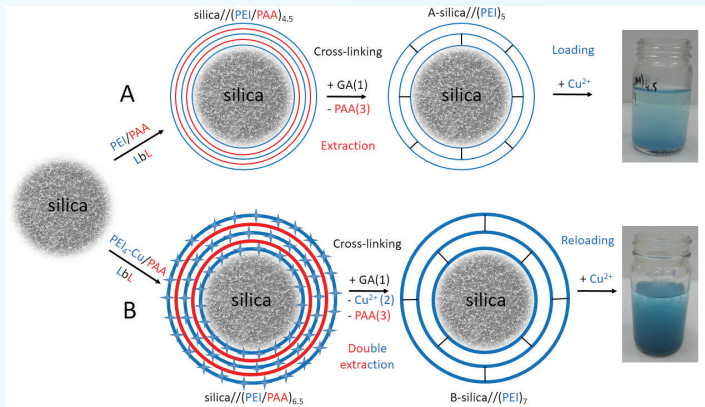 silica//(PEI/PAA)4.5
A-silica//(PEI)5
Cross-linking
Loading
A
silica
+ GA(1)
silica
+ Cu2+
- PAA(3)
PEI/PAA
Extraction
LbL
silica
PEI4-Cu/PAA
LbL
Cross-linking
Reloading
+ GA(1)
+ Cu2+
silica
- Cu2+ (2)
silica
- PAA(3)
B
Double
extraction
silica//(PEI/PAA)6.5
B-silica//(PEI)7